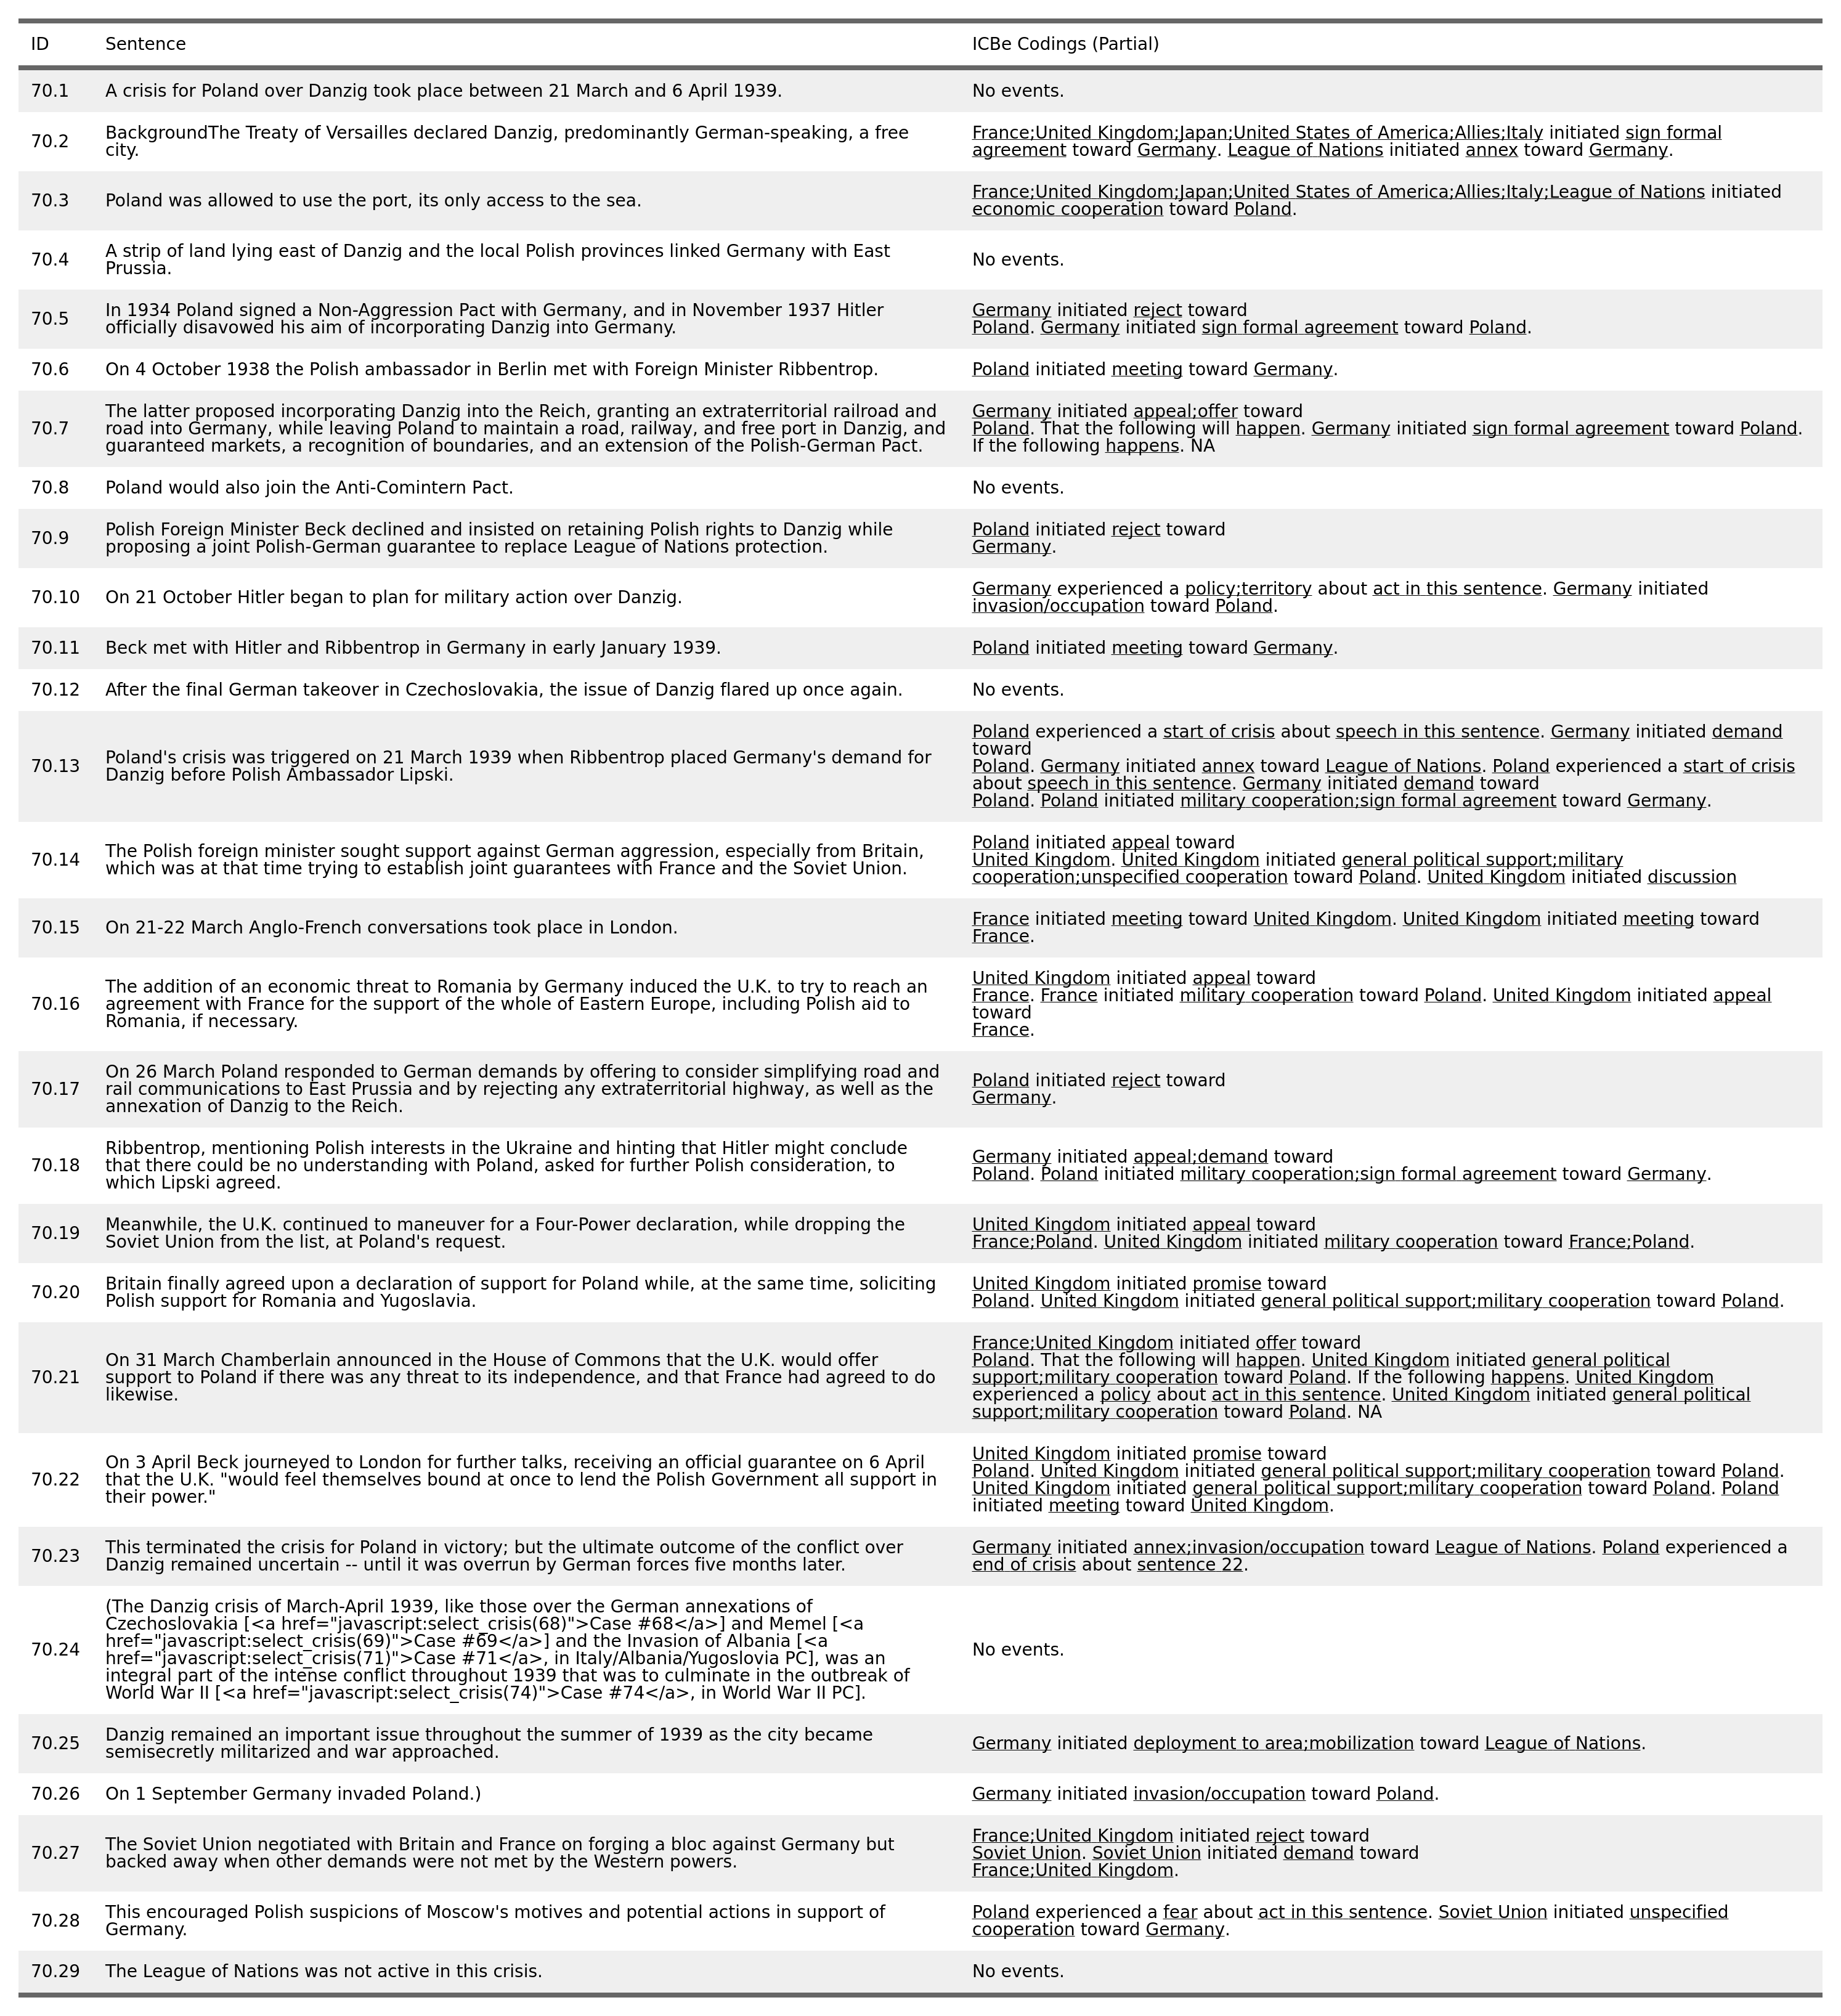 ID Sentence ICBe Codings (Partial)
70.1 A crisis for Poland over Danzig took place between 21 March and 6 April 1939. No events.
70.2 BackgroundThe Treaty of Versailles declared Danzig, predominantly German-speaking, a free
city.
France;United Kingdom;Japan;United States of America;Allies;Italy initiated sign formal
agreement toward Germany. League of Nations initiated annex toward Germany.
70.3 Poland was allowed to use the port, its only access to the sea.
France;United Kingdom;Japan;United States of America;Allies;Italy;League of Nations initiated
economic cooperation toward Poland.
70.4 A strip of land lying east of Danzig and the local Polish provinces linked Germany with East
Prussia.
No events.
70.5 In 1934 Poland signed a Non-Aggression Pact with Germany, and in November 1937 Hitler
officially disavowed his aim of incorporating Danzig into Germany.
Germany initiated reject toward
Poland. Germany initiated sign formal agreement toward Poland.
70.6 On 4 October 1938 the Polish ambassador in Berlin met with Foreign Minister Ribbentrop. Poland initiated meeting toward Germany.
70.7 The latter proposed incorporating Danzig into the Reich, granting an extraterritorial railroad and
road into Germany, while leaving Poland to maintain a road, railway, and free port in Danzig, and
guaranteed markets, a recognition of boundaries, and an extension of the Polish-German Pact.
Germany initiated appeal;offer toward
Poland. That the following will happen. Germany initiated sign formal agreement toward Poland.
If the following happens. NA
70.8 Poland would also join the Anti-Comintern Pact. No events.
70.9 Polish Foreign Minister Beck declined and insisted on retaining Polish rights to Danzig while
proposing a joint Polish-German guarantee to replace League of Nations protection.
Poland initiated reject toward
Germany.
70.10 On 21 October Hitler began to plan for military action over Danzig.
Germany experienced a policy;territory about act in this sentence. Germany initiated
invasion/occupation toward Poland.
70.11 Beck met with Hitler and Ribbentrop in Germany in early January 1939. Poland initiated meeting toward Germany.
70.12 After the final German takeover in Czechoslovakia, the issue of Danzig flared up once again. No events.
70.13 Poland's crisis was triggered on 21 March 1939 when Ribbentrop placed Germany's demand for
Danzig before Polish Ambassador Lipski.
Poland experienced a start of crisis about speech in this sentence. Germany initiated demand
toward
Poland. Germany initiated annex toward League of Nations. Poland experienced a start of crisis
about speech in this sentence. Germany initiated demand toward
Poland. Poland initiated military cooperation;sign formal agreement toward Germany.
70.14 The Polish foreign minister sought support against German aggression, especially from Britain,
which was at that time trying to establish joint guarantees with France and the Soviet Union.
Poland initiated appeal toward
United Kingdom. United Kingdom initiated general political support;military
cooperation;unspecified cooperation toward Poland. United Kingdom initiated discussion
70.15 On 21-22 March Anglo-French conversations took place in London.
France initiated meeting toward United Kingdom. United Kingdom initiated meeting toward
France.
70.16 The addition of an economic threat to Romania by Germany induced the U.K. to try to reach an
agreement with France for the support of the whole of Eastern Europe, including Polish aid to
Romania, if necessary.
United Kingdom initiated appeal toward
France. France initiated military cooperation toward Poland. United Kingdom initiated appeal
toward
France.
70.17 On 26 March Poland responded to German demands by offering to consider simplifying road and
rail communications to East Prussia and by rejecting any extraterritorial highway, as well as the
annexation of Danzig to the Reich.
Poland initiated reject toward
Germany.
70.18 Ribbentrop, mentioning Polish interests in the Ukraine and hinting that Hitler might conclude
that there could be no understanding with Poland, asked for further Polish consideration, to
which Lipski agreed.
Germany initiated appeal;demand toward
Poland. Poland initiated military cooperation;sign formal agreement toward Germany.
70.19 Meanwhile, the U.K. continued to maneuver for a Four-Power declaration, while dropping the
Soviet Union from the list, at Poland's request.
United Kingdom initiated appeal toward
France;Poland. United Kingdom initiated military cooperation toward France;Poland.
70.20 Britain finally agreed upon a declaration of support for Poland while, at the same time, soliciting
Polish support for Romania and Yugoslavia.
United Kingdom initiated promise toward
Poland. United Kingdom initiated general political support;military cooperation toward Poland.
70.21 On 31 March Chamberlain announced in the House of Commons that the U.K. would offer
support to Poland if there was any threat to its independence, and that France had agreed to do
likewise.
France;United Kingdom initiated offer toward
Poland. That the following will happen. United Kingdom initiated general political
support;military cooperation toward Poland. If the following happens. United Kingdom
experienced a policy about act in this sentence. United Kingdom initiated general political
support;military cooperation toward Poland. NA
70.22 On 3 April Beck journeyed to London for further talks, receiving an official guarantee on 6 April
that the U.K. "would feel themselves bound at once to lend the Polish Government all support in
their power."
United Kingdom initiated promise toward
Poland. United Kingdom initiated general political support;military cooperation toward Poland.
United Kingdom initiated general political support;military cooperation toward Poland. Poland
initiated meeting toward United Kingdom.
70.23 This terminated the crisis for Poland in victory; but the ultimate outcome of the conflict over
Danzig remained uncertain -- until it was overrun by German forces five months later.
Germany initiated annex;invasion/occupation toward League of Nations. Poland experienced a
end of crisis about sentence 22.
70.24 (The Danzig crisis of March-April 1939, like those over the German annexations of
Czechoslovakia [<a href="javascript:select_crisis(68)">Case #68</a>] and Memel [<a
href="javascript:select_crisis(69)">Case #69</a>] and the Invasion of Albania [<a
href="javascript:select_crisis(71)">Case #71</a>, in Italy/Albania/Yugoslovia PC], was an
integral part of the intense conflict throughout 1939 that was to culminate in the outbreak of
World War II [<a href="javascript:select_crisis(74)">Case #74</a>, in World War II PC].
No events.
70.25 Danzig remained an important issue throughout the summer of 1939 as the city became
semisecretly militarized and war approached.
Germany initiated deployment to area;mobilization toward League of Nations.
70.26 On 1 September Germany invaded Poland.) Germany initiated invasion/occupation toward Poland.
70.27 The Soviet Union negotiated with Britain and France on forging a bloc against Germany but
backed away when other demands were not met by the Western powers.
France;United Kingdom initiated reject toward
Soviet Union. Soviet Union initiated demand toward
France;United Kingdom.
70.28 This encouraged Polish suspicions of Moscow's motives and potential actions in support of
Germany.
Poland experienced a fear about act in this sentence. Soviet Union initiated unspecified
cooperation toward Germany.
70.29 The League of Nations was not active in this crisis. No events.